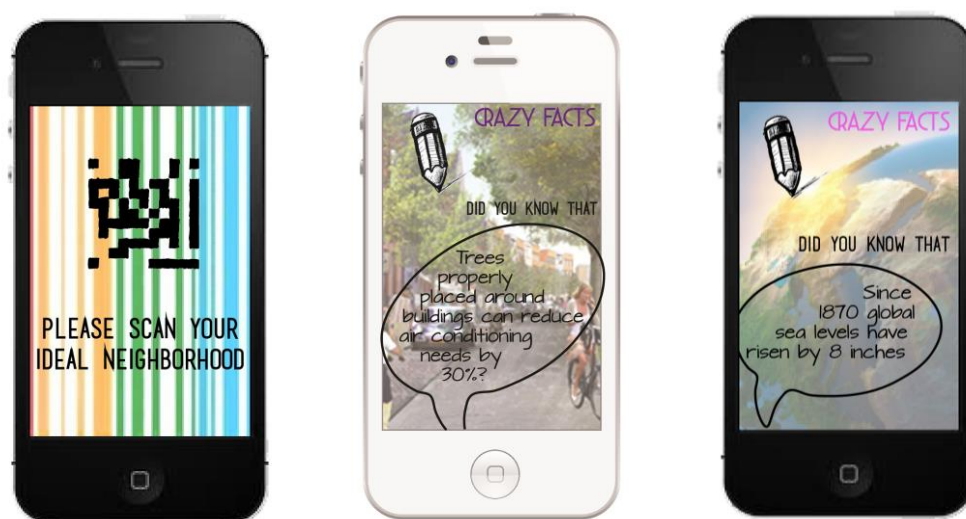 PLEASE SCAN YOUR
IDEAL NEIGHBORHOOD
CRAZY FACTS
DID YOU KNOW THAT
Trees
properly
placed around
buildings can reduce
air conditioning
needs by
30%?
CRAZY FACTS
DID YOU KNOW THAT
Since
1870 global
sea levels have
risen by 8 inches